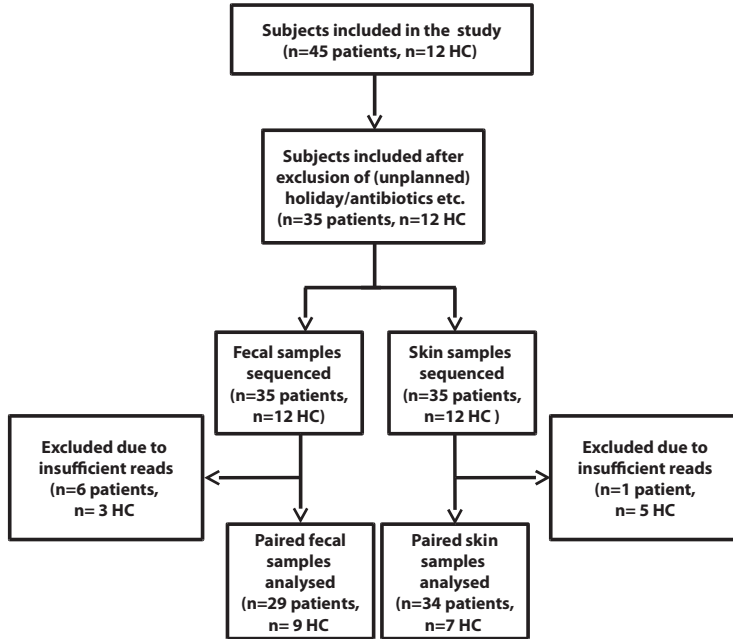 Subjects included in the study
(n=45 patients, n=12 HC)
Subjects included after
exclusion of (unplanned)
holiday/antibiotics etc.
(n=35 patients, n=12 HC
Fecal samples
sequenced
(n=35 patients,
n=12 HC)
Skin samples
sequenced
(n=35 patients,
n=12 HC )
Excluded due to
insufficient reads
(n=6 patients,
n= 3 HC
Excluded due to
insufficient reads
(n=1 patient,
n= 5 HC
Paired fecal
samples
analysed
(n=29 patients,
n= 9 HC
Paired skin
samples
analysed
(n=34 patients,
n=7 HC